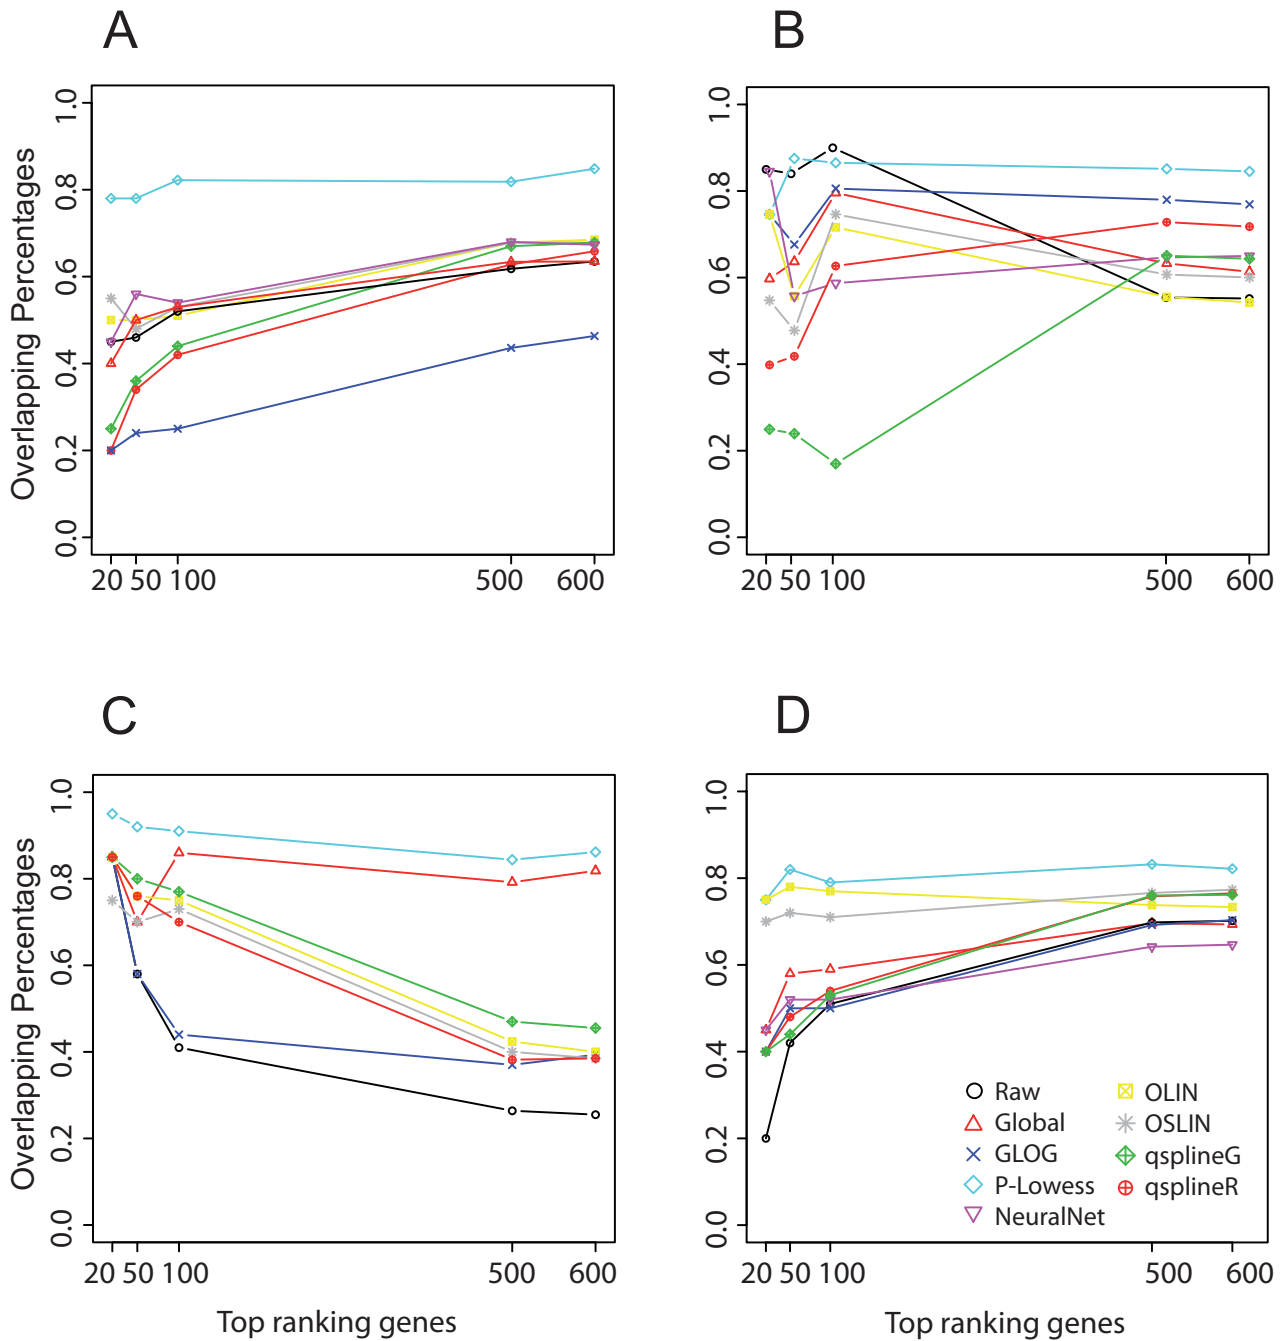 A
B
Overlapping Percentages
1.0
0.8
0.6
0.4
0.2
0.0
20 50 100 500 600
1.0
0.8
0.6
0.4
0.2
0.0
20 50 100 500 600
C
D
Overlapping Percentages
1.0
0.8
0.6
0.4
0.2
0.0
20 50 100 500 600
Top ranking genes
1.0
0.8
0.6
0.4
0.2
0.0
20 50 100 500 600
Top ranking genes
Raw
Global
GLOG
P-Lowess
NeuralNet
OLIN
OSLIN
qsplineG
qsplineR